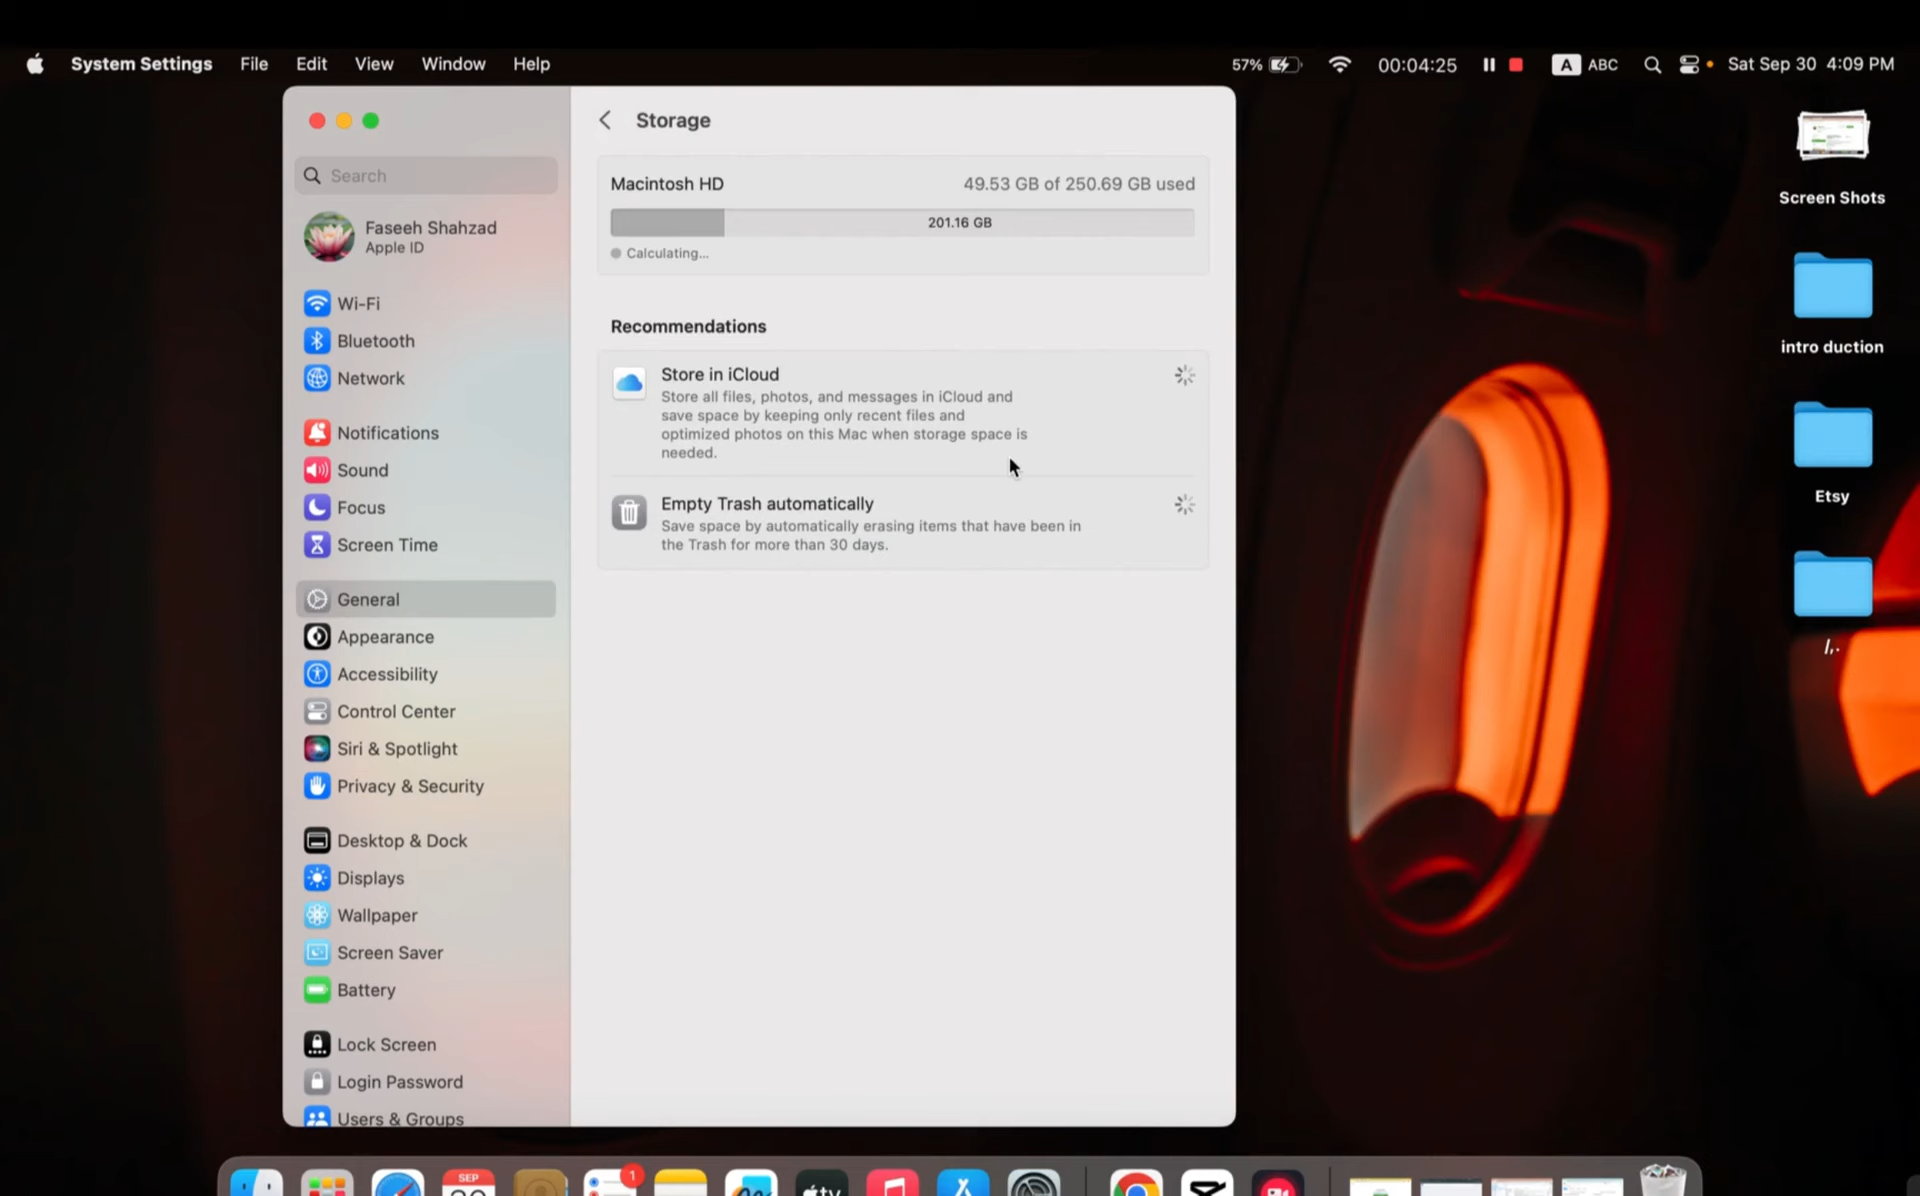 System Settings File Edit View Window Help 57% 00:04:25 A ABC Sat Sep 30 4:09 PM
Storage
Search
Faseeh Shahzad
Apple ID
Wi-Fi
Bluetooth
Network
Notifications
Sound
Focus
Screen Time
General
Appearance
Accessibility
Control Center
Siri & Spotlight
Privacy & Security
Desktop & Dock
Displays
Wallpaper
Screen Saver
Battery
Lock Screen
Login Password
Users & Groups
Macintosh HD 49.53 GB of 250.69 GB used
201.16 GB
Calculating...
Recommendations
Store in iCloud
Store all files, photos, and messages in iCloud and
save space by keeping only recent files and
optimized photos on this Mac when storage space is
needed.
Empty Trash automatically
Save space by automatically erasing items that have been in
the Trash for more than 30 days.
Screen Shots
intro duction
Etsy
/,.
SEP
1
tv